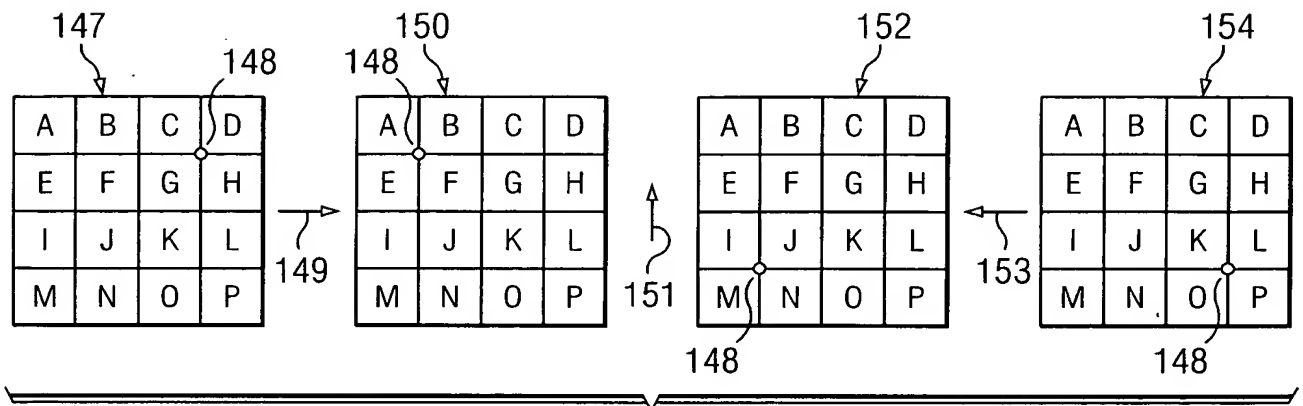 147 150 152 154
148 148
A B C D A B C D A B C D A B C D
E F G H E F G H E F G H E F G H
I J K L I J K L I J K L I J K L
149 151 153
M N O P M N O P M N O P M N O P
148 148